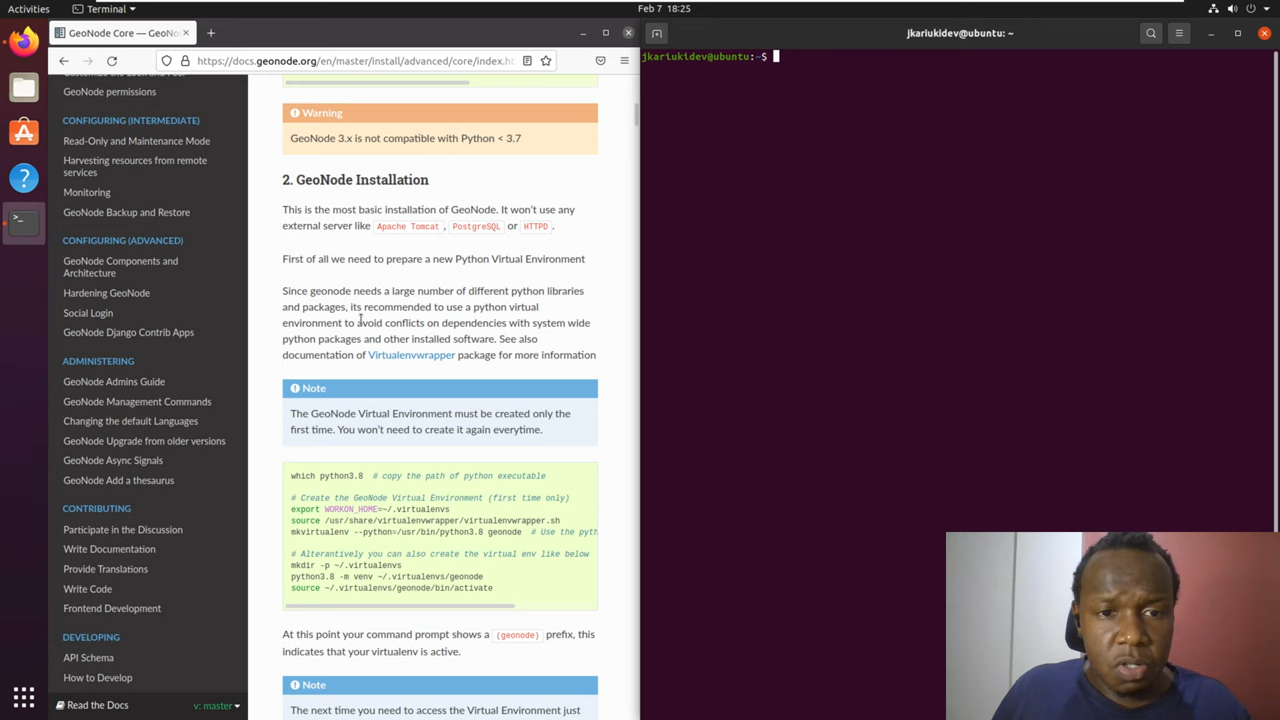 Activities
Terminal
Feb 7 18:25
GeoNode Core — GeoNo
jkariukidev@ubuntu: ~
https://docs.geonode.org/en/master/install/advanced/core/index.ht
jkariukidev@ubuntu:~$
GeoNode permissions
CONFIGURING (INTERMEDIATE)
Read-Only and Maintenance Mode
Harvesting resources from remote
services
Monitoring
GeoNode Backup and Restore
CONFIGURING (ADVANCED)
GeoNode Components and
Architecture
Hardening GeoNode
Social Login
GeoNode Django Contrib Apps
ADMINISTERING
GeoNode Admins Guide
GeoNode Management Commands
Changing the default Languages
GeoNode Upgrade from older versions
GeoNode Async Signals
GeoNode Add a thesaurus
CONTRIBUTING
Participate in the Discussion
Write Documentation
Provide Translations
Write Code
Frontend Development
DEVELOPING
API Schema
How to Develop
Read the Docs
v: master
Warning
GeoNode 3.x is not compatible with Python < 3.7
2. GeoNode Installation
This is the most basic installation of GeoNode. It won't use any
external server like Apache Tomcat, PostgreSQL or HTTPD.
First of all we need to prepare a new Python Virtual Environment
Since geonode needs a large number of different python libraries
and packages, its recommended to use a python virtual
environment to avoid conflicts on dependencies with system wide
python packages and other installed software. See also
documentation of Virtualenvwrapper package for more information
Note
The GeoNode Virtual Environment must be created only the
first time. You won't need to create it again everytime.
which python3.8 # copy the path of python executable
# Create the GeoNode Virtual Environment (first time only)
export WORKON_HOME=~/.virtualenvs
source /usr/share/virtualenvwrapper/virtualenvwrapper.sh
mkvirtualenv --python=/usr/bin/python3.8 geonode # Use the pyth
# Alterantively you can also create the virtual env like below
mkdir -p ~/.virtualenvs
python3.8 -m venv ~/.virtualenvs/geonode
source ~/.virtualenvs/geonode/bin/activate
At this point your command prompt shows a (geonode) prefix, this
indicates that your virtualenv is active.
Note
The next time you need to access the Virtual Environment just